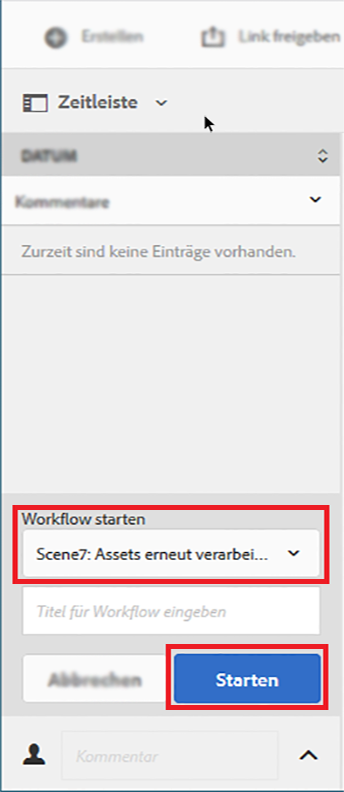 Erstellen Link freigeben
Zeitleiste
DATUM
Kommentare
Zurzeit sind keine Einträge vorhanden.
Workflow starten
Scene7: Assets erneut verarbei...
Titel für Workflow eingeben
Abbrechen Starten
Kommentar